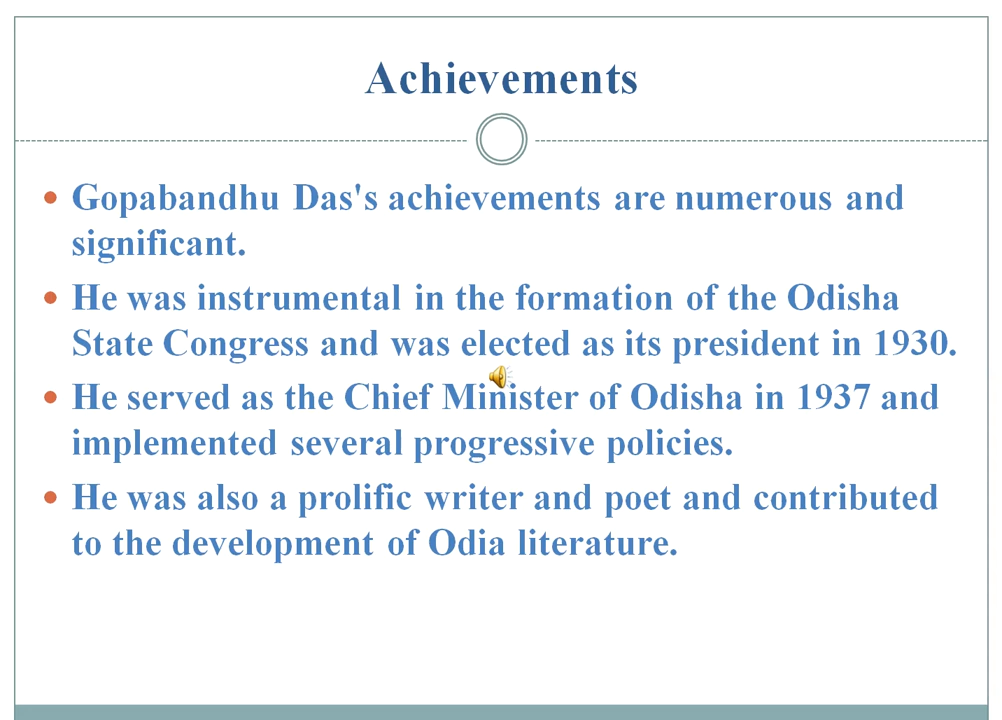 Achievements
Gopabandhu Das's achievements are numerous and
significant.
He was instrumental in the formation of the Odisha
State Congress and was elected as its president in 1930.
He served as the Chief Minister of Odisha in 1937 and
implemented several progressive policies.
He was also a prolific writer and poet and contributed
to the development of Odia literature.